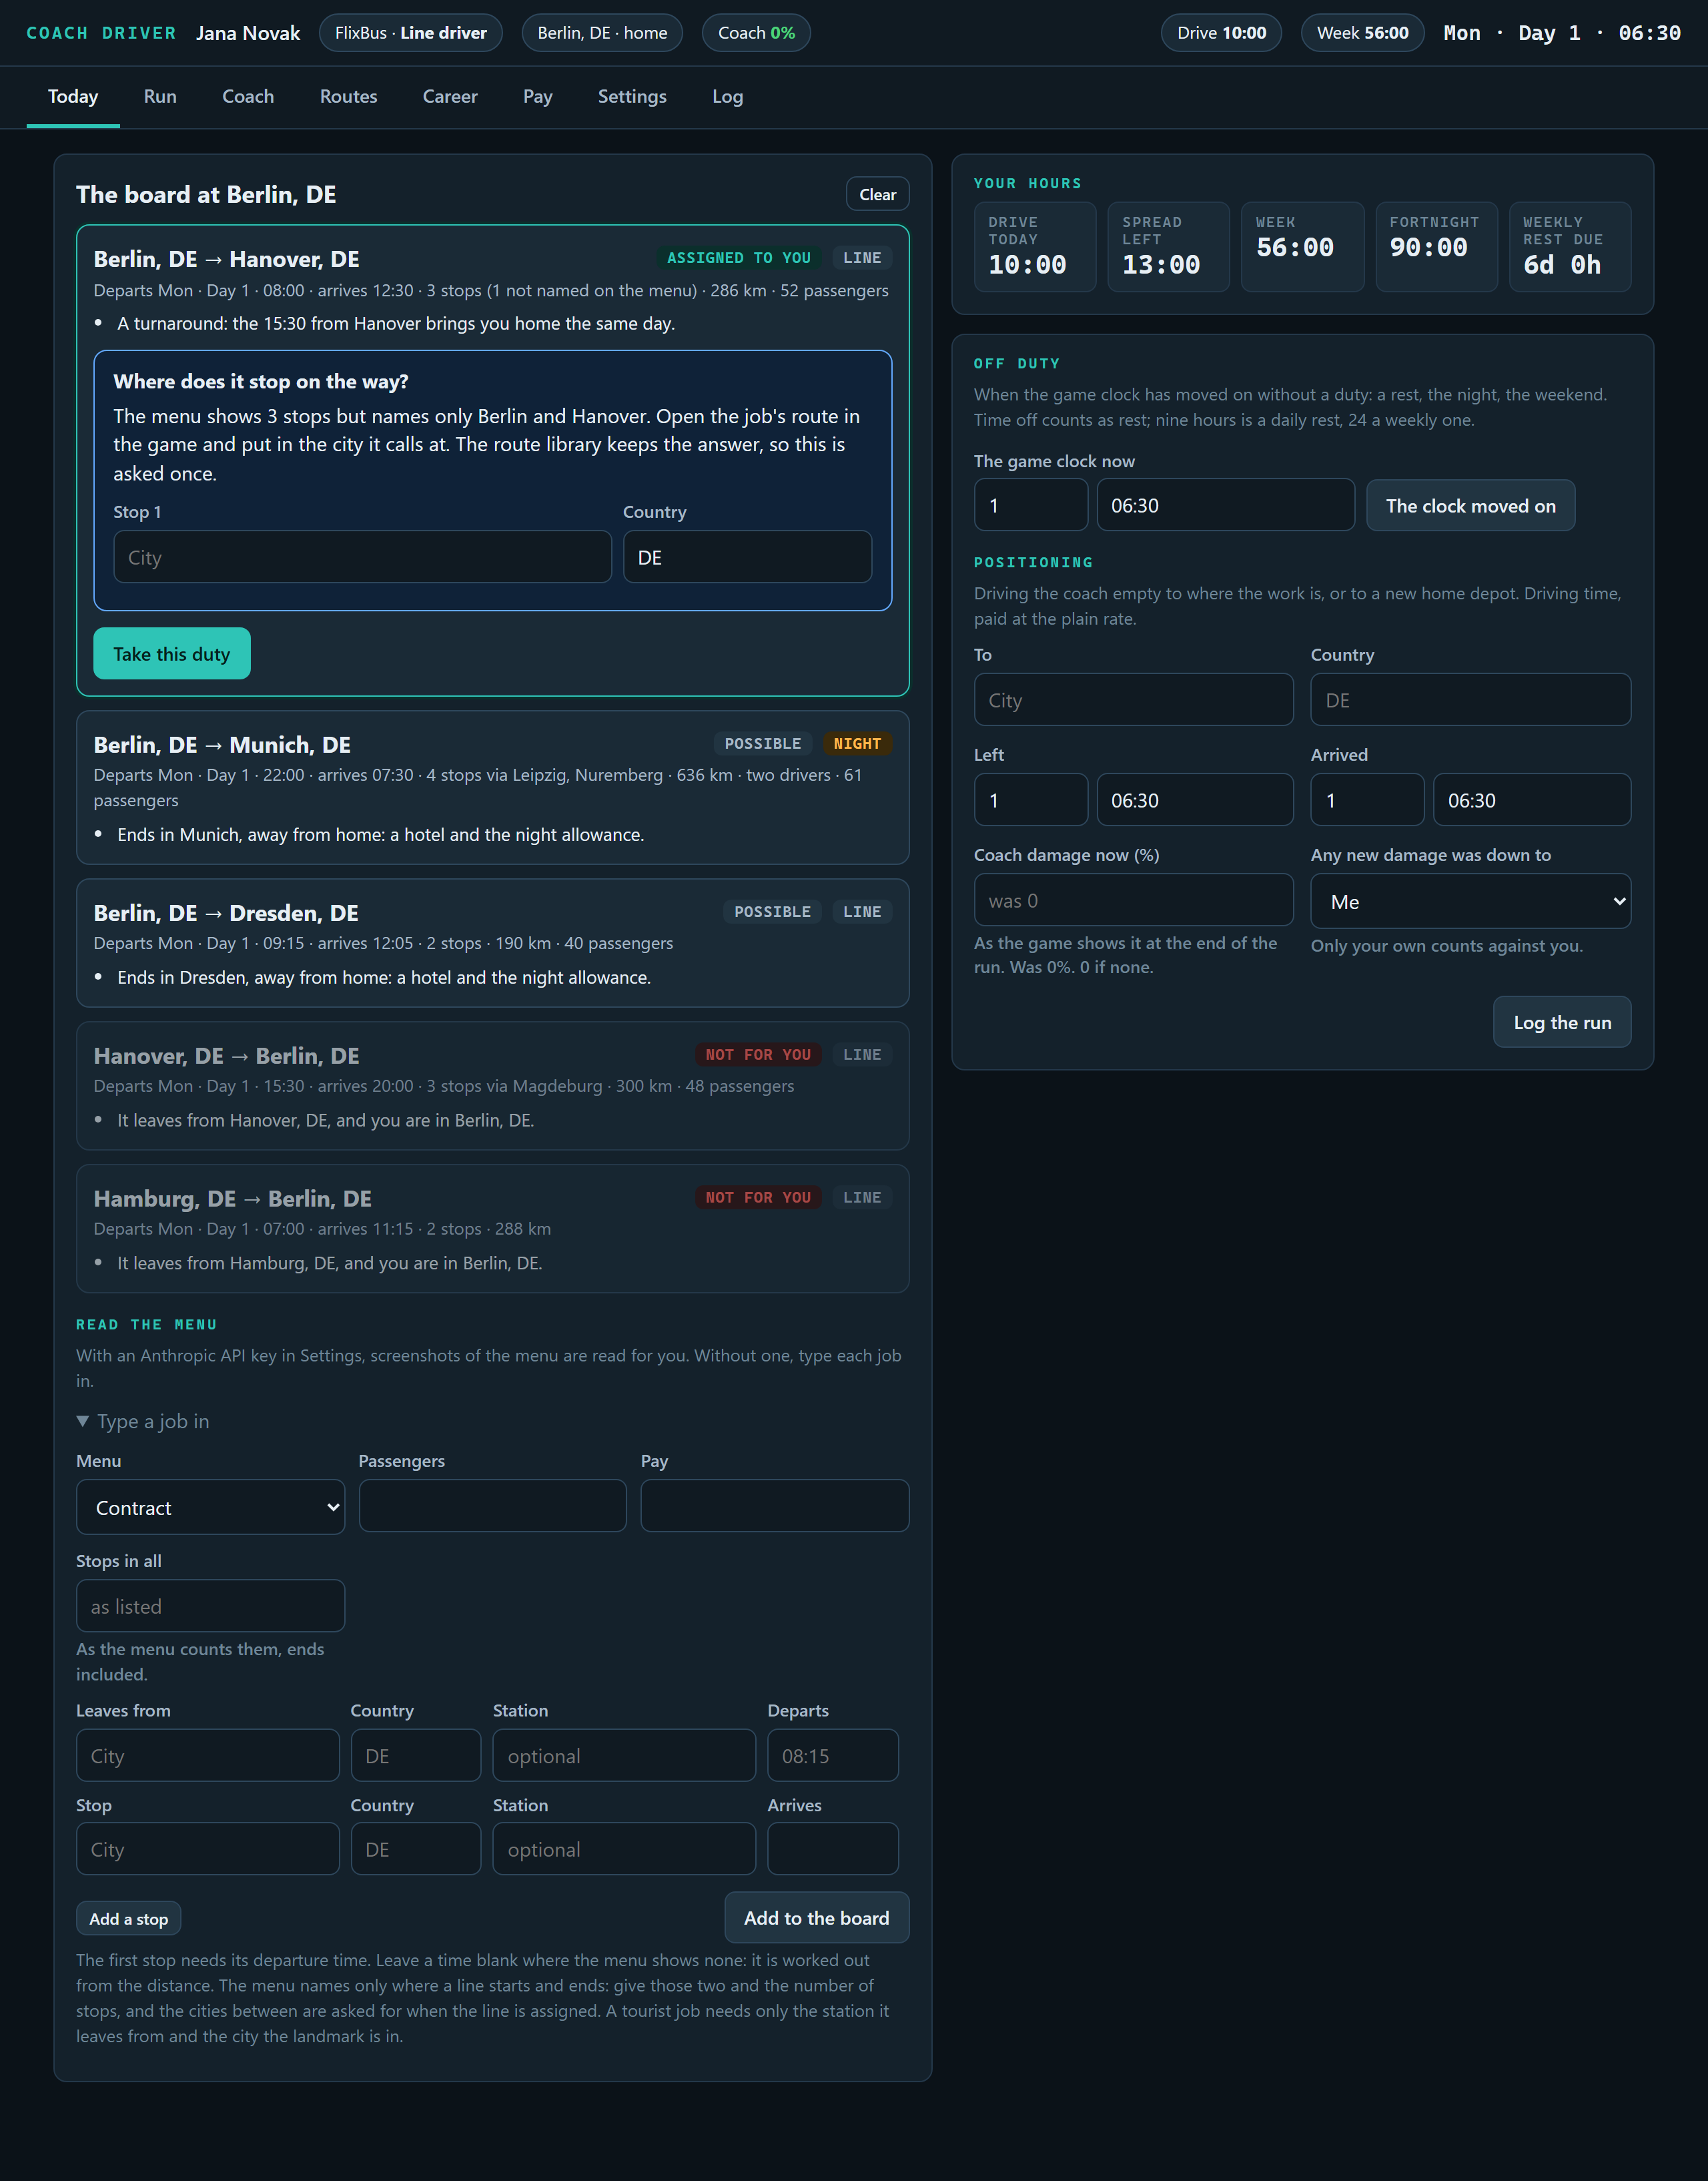 COACH DRIVER Jana Novak FlixBus · Line driver Berlin, DE · home Coach 0% Drive 10:00 Week 56:00 Mon · Day 1 · 06:30
Today Run Coach Routes Career Pay Settings Log
The board at Berlin, DE Clear
Berlin, DE → Hanover, DE ASSIGNED TO YOU LINE
Departs Mon · Day 1 · 08:00 · arrives 12:30 · 3 stops (1 not named on the menu) · 286 km · 52 passengers
• A turnaround: the 15:30 from Hanover brings you home the same day.
Where does it stop on the way?
The menu shows 3 stops but names only Berlin and Hanover. Open the job's route in
the game and put in the city it calls at. The route library keeps the answer, so this is
asked once.
Stop 1 Country
City DE
Take this duty
Berlin, DE → Munich, DE POSSIBLE NIGHT
Departs Mon · Day 1 · 22:00 · arrives 07:30 · 4 stops via Leipzig, Nuremberg · 636 km · two drivers · 61
passengers
• Ends in Munich, away from home: a hotel and the night allowance.
Berlin, DE → Dresden, DE POSSIBLE LINE
Departs Mon · Day 1 · 09:15 · arrives 12:05 · 2 stops · 190 km · 40 passengers
• Ends in Dresden, away from home: a hotel and the night allowance.
Hanover, DE → Berlin, DE NOT FOR YOU LINE
Departs Mon · Day 1 · 15:30 · arrives 20:00 · 3 stops via Magdeburg · 300 km · 48 passengers
• It leaves from Hanover, DE, and you are in Berlin, DE.
Hamburg, DE → Berlin, DE NOT FOR YOU LINE
Departs Mon · Day 1 · 07:00 · arrives 11:15 · 2 stops · 288 km
• It leaves from Hamburg, DE, and you are in Berlin, DE.
READ THE MENU
With an Anthropic API key in Settings, screenshots of the menu are read for you. Without one, type each job
in.
▼ Type a job in
Menu Passengers Pay
Contract
Stops in all
as listed
As the menu counts them, ends
included.
Leaves from Country Station Departs
City DE optional 08:15
Stop Country Station Arrives
City DE optional
Add a stop Add to the board
The first stop needs its departure time. Leave a time blank where the menu shows none: it is worked out
from the distance. The menu names only where a line starts and ends: give those two and the number of
stops, and the cities between are asked for when the line is assigned. A tourist job needs only the station it
leaves from and the city the landmark is in.
YOUR HOURS
DRIVE SPREAD WEEK FORTNIGHT WEEKLY
TODAY LEFT 56:00 90:00 REST DUE
10:00 13:00 6d 0h
OFF DUTY
When the game clock has moved on without a duty: a rest, the night, the weekend.
Time off counts as rest; nine hours is a daily rest, 24 a weekly one.
The game clock now
1 06:30 The clock moved on
POSITIONING
Driving the coach empty to where the work is, or to a new home depot. Driving time,
paid at the plain rate.
To Country
City DE
Left Arrived
1 06:30 1 06:30
Coach damage now (%) Any new damage was down to
was 0 Me
As the game shows it at the end of the Only your own counts against you.
run. Was 0%. 0 if none.
Log the run